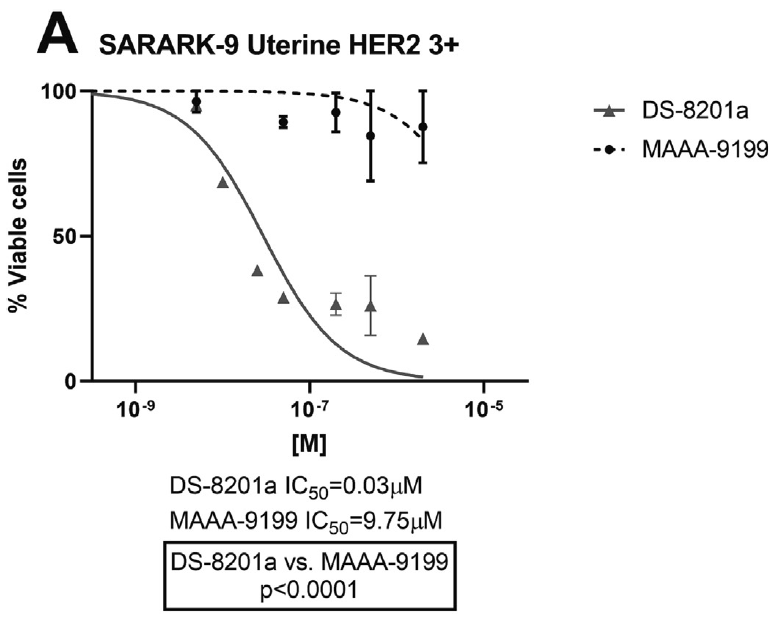 A SARARK-9 Uterine HER2 3+
100
50
0
% Viable cells
10⁻⁹ 10⁻⁷ 10⁻⁵
[M]
DS-8201a
MAAA-9199
DS-8201a IC₅₀=0.03μM
MAAA-9199 IC₅₀=9.75μM
DS-8201a vs. MAAA-9199
p<0.0001